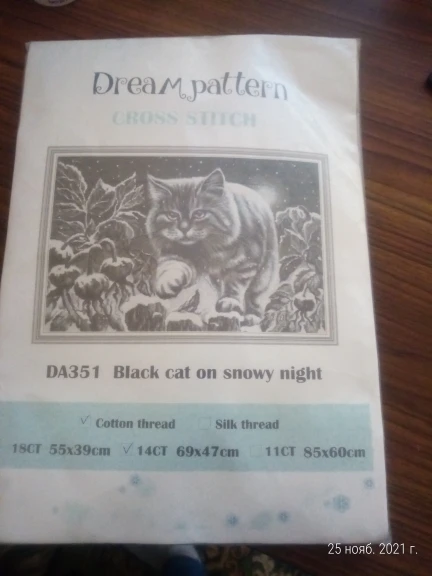 Dream pattern
CROSS STITCH
DA351 Black cat on snowy night
✓ Cotton thread Silk thread
18CT 55x39cm ✓ 14CT 69x47cm 11CT 85x60cm
25 нояб. 2021 г.